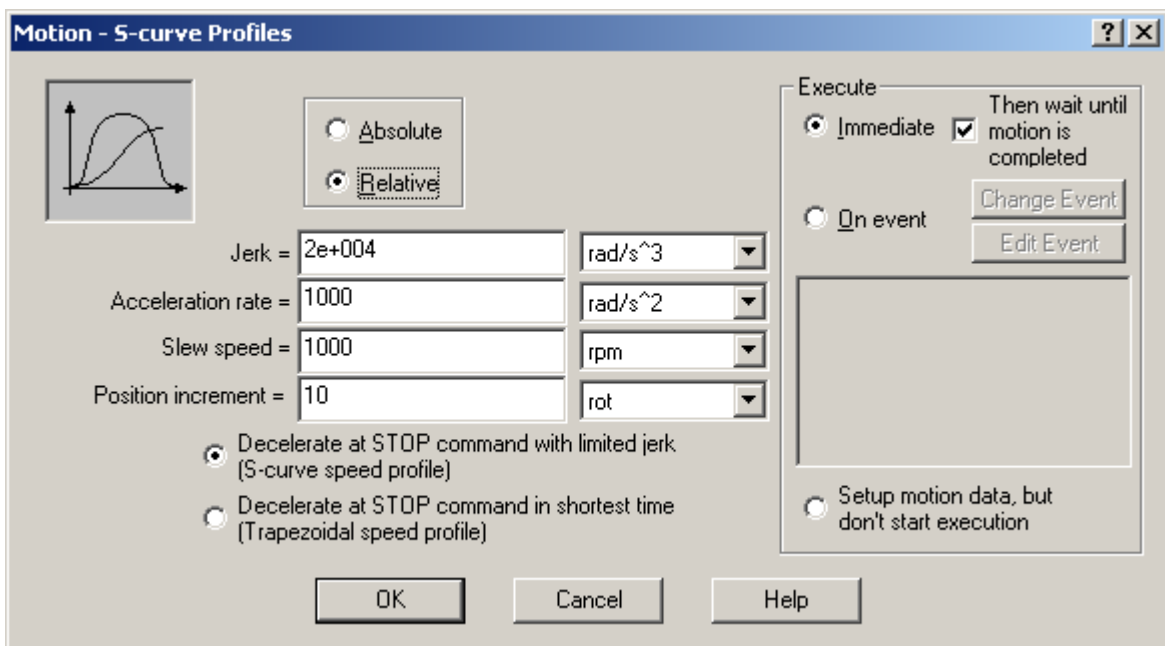 Motion - S-curve Profiles
Absolute
Relative
Jerk = 2e+004 rad/s^3
Acceleration rate = 1000 rad/s^2
Slew speed = 1000 rpm
Position increment = 10 rot
Decelerate at STOP command with limited jerk
(S-curve speed profile)
Decelerate at STOP command in shortest time
(Trapezoidal speed profile)
Execute
Immediate
Then wait until
motion is
completed
On event
Change Event
Edit Event
Setup motion data, but
don't start execution
OK Cancel Help